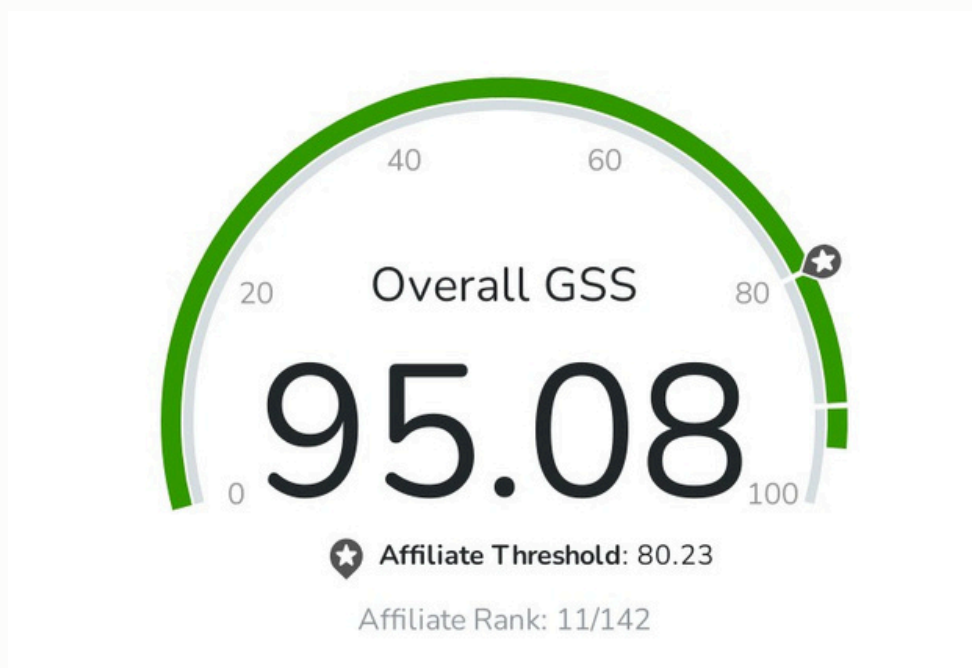 40 60
20 80
Overall GSS
95.08
0 100
Affiliate Threshold: 80.23
Affiliate Rank: 11/142